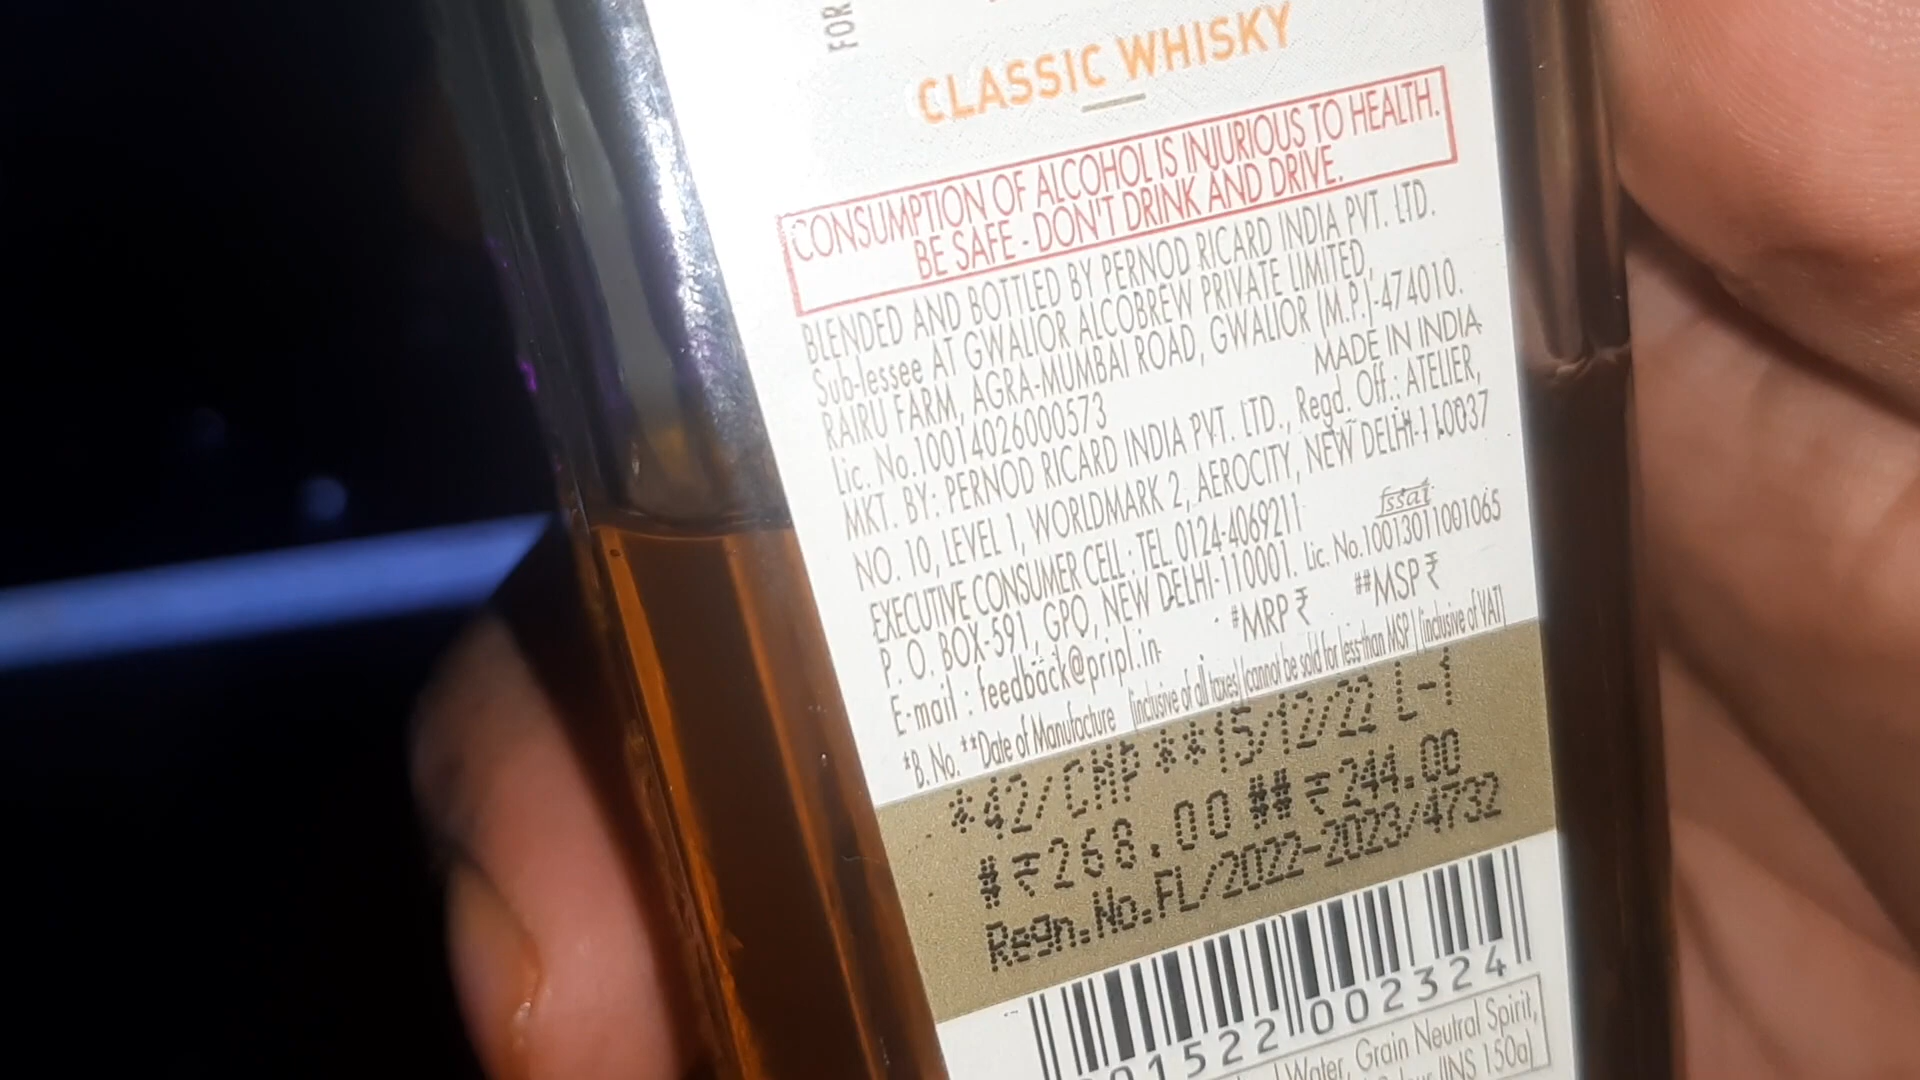 FOR
CLASSIC WHISKY
CONSUMPTION OF ALCOHOL IS INJURIOUS TO HEALTH.
BE SAFE - DON'T DRINK AND DRIVE.
BLENDED AND BOTTLED BY PERNOD RICARD INDIA PVT. LTD.
Sub-lessee AT GWALIOR ALCOBREW PRIVATE LIMITED,
RAIRU FARM, AGRA-MUMBAI ROAD, GWALIOR (M.P.)-474010.
Lic. No.10014026000573 MADE IN INDIA
MKT. BY: PERNOD RICARD INDIA PVT. LTD., Regd. Off.: ATELIER,
NO. 10, LEVEL 1, WORLDMARK 2, AEROCITY, NEW DELHI-110037
EXECUTIVE CONSUMER CELL: TEL. 0124-4069211 fssai
P. O. BOX-591, GPO, NEW DELHI-110001. Lic. No.10013011001065
E-mail : feedback@pripl.in #MRP ₹ ##MSP ₹
*B. No. **Date of Manufacture (inclusive of all taxes) (cannot be sold for less than MSP) (inclusive of VAT)
*42/CMP **15/12/22 L-1
#₹268.00 ##₹244.00
Regn.No.FL/2022-2023/4732
01522 002324
Water, Grain Neutral Spirit,
(INS 150a)